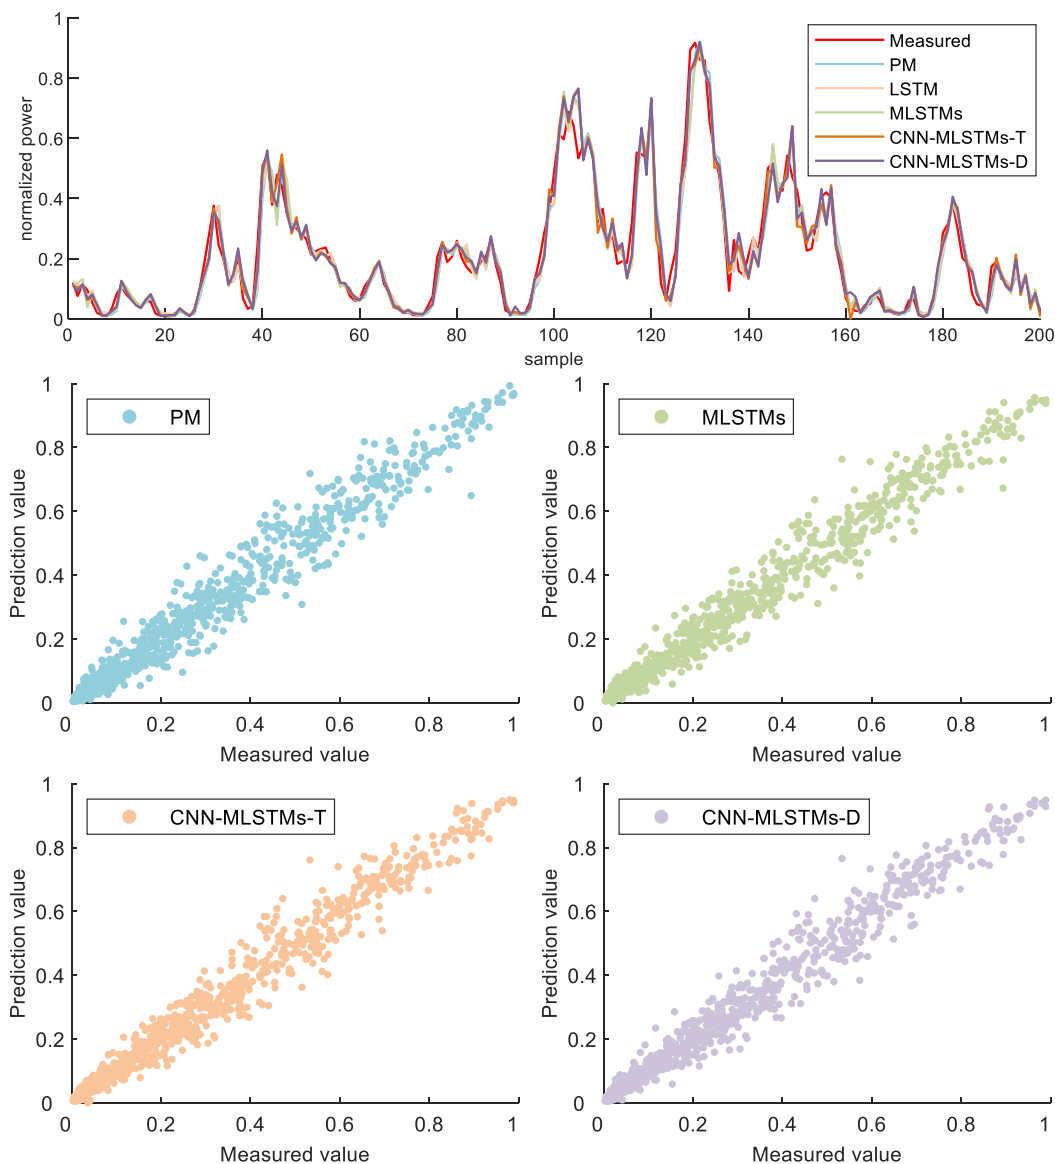 1
0.8
0.6
0.4
0.2
0
normalized power
0 20 40 60 80 100 120 140 160 180 200
sample
Measured
PM
LSTM
MLSTMs
CNN-MLSTMs-T
CNN-MLSTMs-D
1
0.8
0.6
0.4
0.2
0
Prediction value
PM
0 0.2 0.4 0.6 0.8 1
Measured value
1
0.8
0.6
0.4
0.2
0
Prediction value
MLSTMs
0 0.2 0.4 0.6 0.8 1
Measured value
1
0.8
0.6
0.4
0.2
0
Prediction value
CNN-MLSTMs-T
0 0.2 0.4 0.6 0.8 1
Measured value
1
0.8
0.6
0.4
0.2
0
Prediction value
CNN-MLSTMs-D
0 0.2 0.4 0.6 0.8 1
Measured value